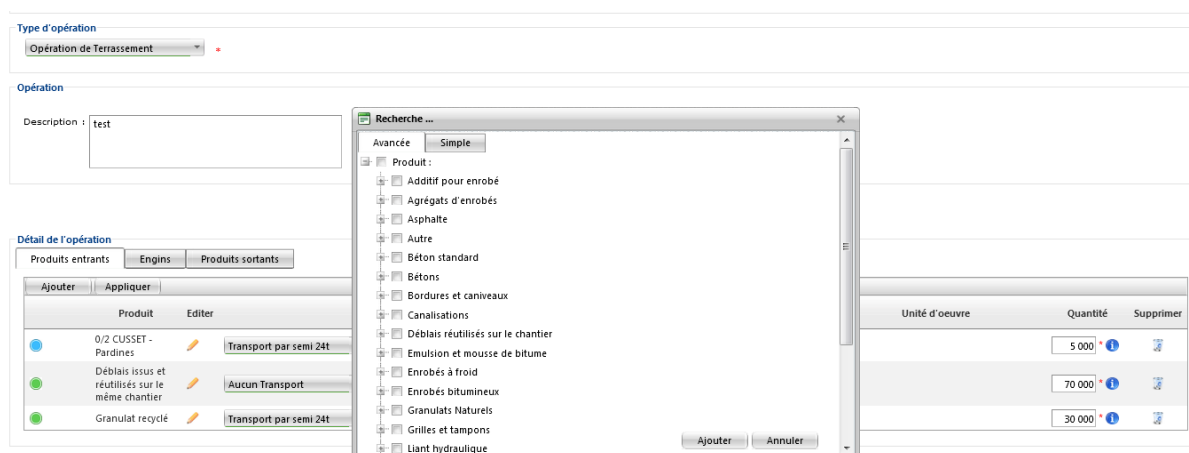 Type d'opération
Opération de Terrassement *
Opération
Description : test
Recherche ...
Avancée Simple
Produit :
Additif pour enrobé
Agrégats d'enrobés
Asphalte
Autre
Béton standard
Bétons
Bordures et caniveaux
Canalisations
Déblais réutilisés sur le chantier
Emulsion et mousse de bitume
Enrobés à froid
Enrobés bitumineux
Granulats Naturels
Grilles et tampons
Liant hydraulique
Ajouter Annuler
Détail de l'opération
Produits entrants Engins Produits sortants
Ajouter Appliquer
Produit Editer Unité d'oeuvre Quantité Supprimer
0/2 CUSSET -
Pardines
Transport par semi 24t 5 000 *
Déblais issus et
réutilisés sur le
même chantier
Aucun Transport 70 000 *
Granulat recyclé Transport par semi 24t 30 000 *